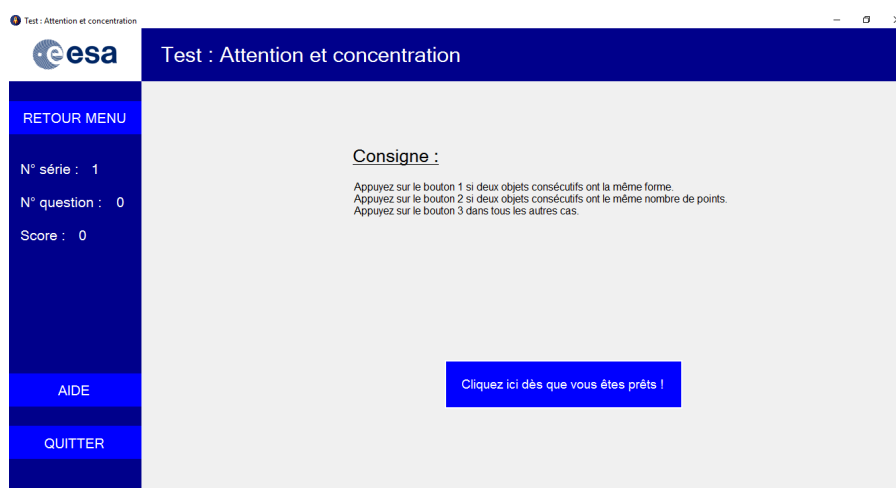 Test : Attention et concentration
esa
Test : Attention et concentration
RETOUR MENU
N° série : 1
N° question : 0
Score : 0
Consigne :
Appuyez sur le bouton 1 si deux objets consécutifs ont la même forme.
Appuyez sur le bouton 2 si deux objets consécutifs ont le même nombre de points.
Appuyez sur le bouton 3 dans tous les autres cas.
Cliquez ici dès que vous êtes prêts !
AIDE
QUITTER